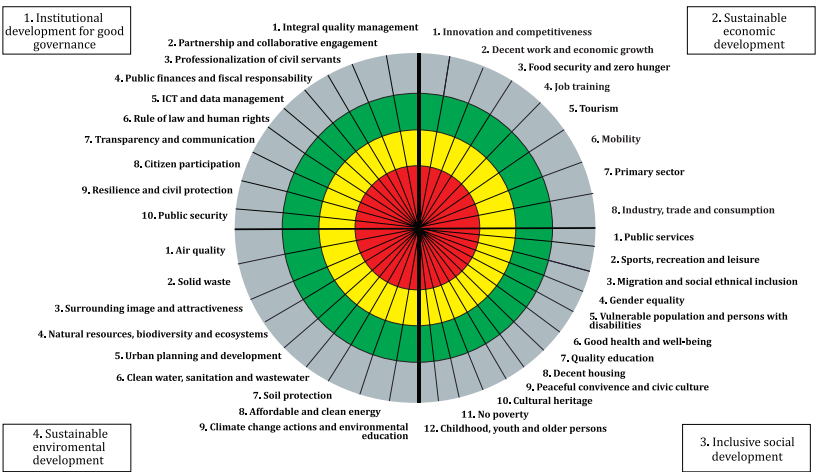 1. Institutional
development for good
governance
1. Integral quality management
2. Partnership and collaborative engagement
3. Professionalization of civil servants
4. Public finances and fiscal responsability
5. ICT and data management
6. Rule of law and human rights
7. Transparency and communication
8. Citizen participation
9. Resilience and civil protection
10. Public security
2. Sustainable
economic
development
1. Innovation and competitiveness
2. Decent work and economic growth
3. Food security and zero hunger
4. Job training
5. Tourism
6. Mobility
7. Primary sector
8. Industry, trade and consumption
1. Public services
2. Sports, recreation and leisure
3. Migration and social ethnical inclusion
4. Gender equality
5. Vulnerable population and persons with
disabilities
6. Good health and well-being
7. Quality education
8. Decent housing
9. Peaceful convivence and civic culture
10. Cultural heritage
11. No poverty
12. Childhood, youth and older persons
3. Inclusive social
development
1. Air quality
2. Solid waste
3. Surrounding image and attractiveness
4. Natural resources, biodiversity and ecosystems
5. Urban planning and development
6. Clean water, sanitation and wastewater
7. Soil protection
8. Affordable and clean energy
9. Climate change actions and environmental
education
4. Sustainable
enviromental
development